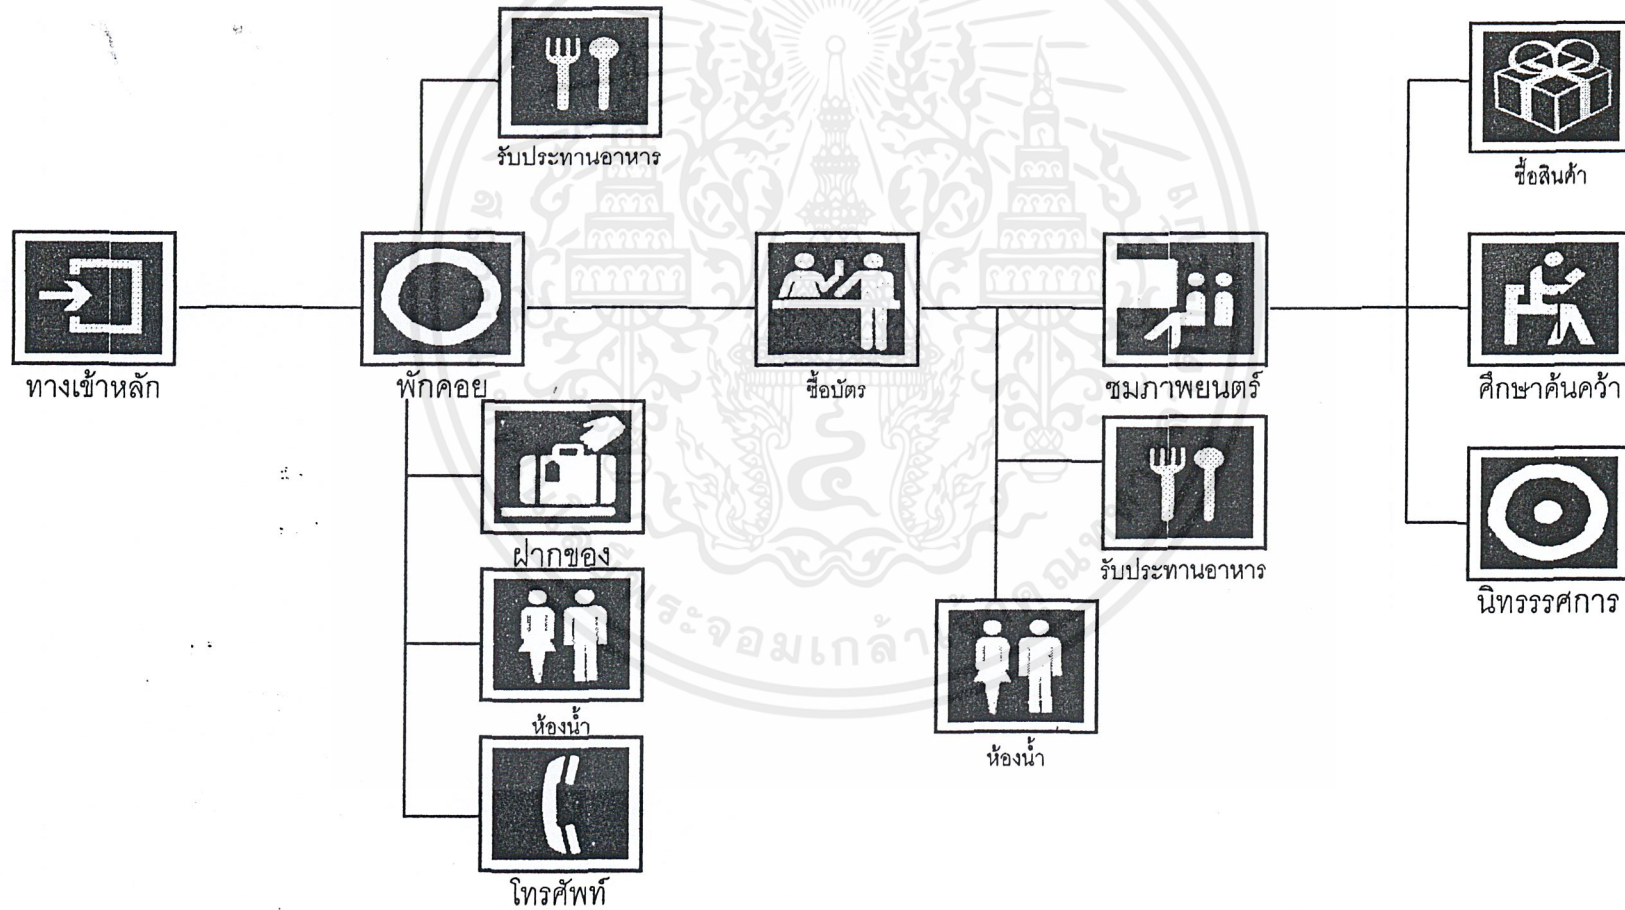 รับประทานอาหาร
ซื้อสินค้า
ทางเข้าหลัก
พักคอย
ซื้อบัตร
ชมภาพยนตร์
ศึกษาค้นคว้า
ฝากของ
รับประทานอาหาร
นิทรรรศการ
ห้องน้ำ
ห้องน้ำ
โทรศัพท์